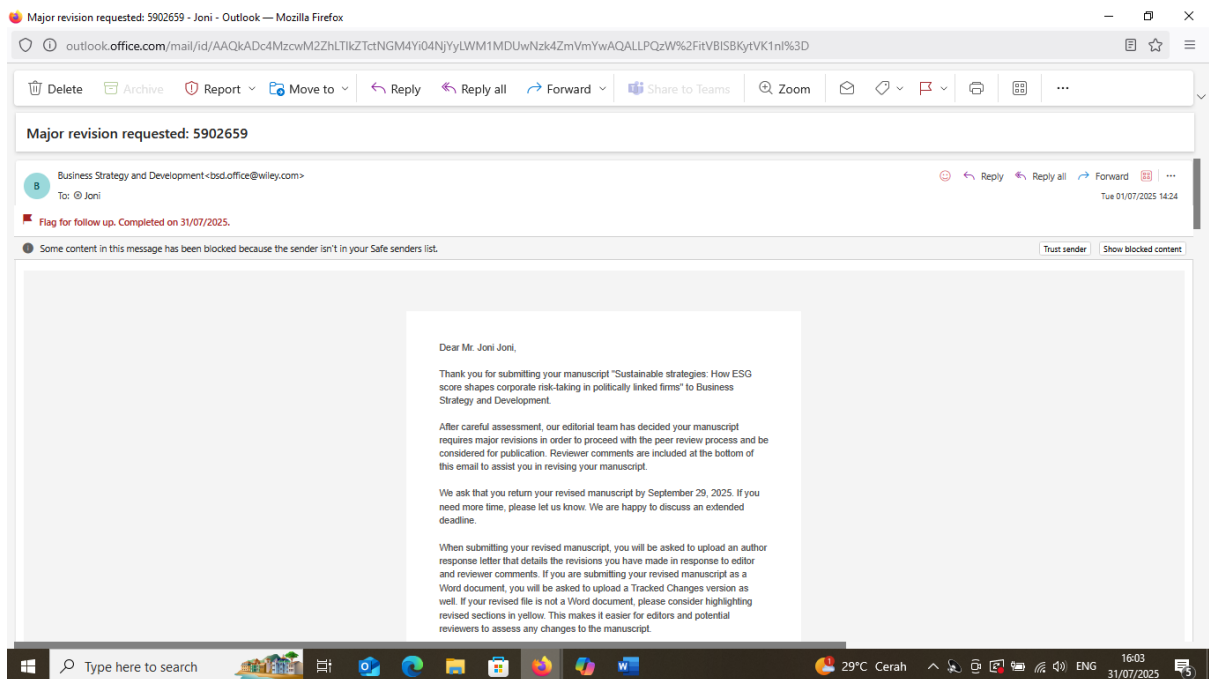 Major revision requested: 5902659 - Joni - Outlook — Mozilla Firefox
outlook.office.com/mail/id/AAQkADc4MzcwM2ZhLTlkZTctNGM4Yi04NjYyLWM1MDUwNzk4ZmVmYwAQALLPQzW%2FitVBISBKytVK1nI%3D
Delete Archive Report Move to Reply Reply all Forward Share to Teams Zoom
Major revision requested: 5902659
B
Business Strategy and Development<bsd.office@wiley.com>
Reply Reply all Forward
To: Joni
Tue 01/07/2025 14:24
Flag for follow up. Completed on 31/07/2025.
Some content in this message has been blocked because the sender isn't in your Safe senders list.
Trust sender Show blocked content
Dear Mr. Joni Joni,
Thank you for submitting your manuscript "Sustainable strategies: How ESG
score shapes corporate risk-taking in politically linked firms" to Business
Strategy and Development.
After careful assessment, our editorial team has decided your manuscript
requires major revisions in order to proceed with the peer review process and be
considered for publication. Reviewer comments are included at the bottom of
this email to assist you in revising your manuscript.
We ask that you return your revised manuscript by September 29, 2025. If you
need more time, please let us know. We are happy to discuss an extended
deadline.
When submitting your revised manuscript, you will be asked to upload an author
response letter that details the revisions you have made in response to editor
and reviewer comments. If you are submitting your revised manuscript as a
Word document, you will be asked to upload a Tracked Changes version as
well. If your revised file is not a Word document, please consider highlighting
revised sections in yellow. This makes it easier for editors and potential
reviewers to assess any changes to the manuscript.
Type here to search
29°C Cerah
ENG
16:03
31/07/2025
5